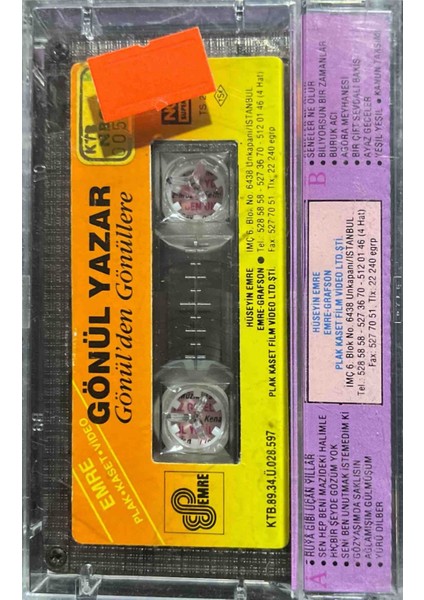 EMRE
PLAK•KASET•VIDEO
GÖNÜL YAZAR
Gönül'den Gönüllere
HÜSEYİN EMRE
EMRE-GRAFSON
PLAK KASET FİLM VİDEO LTD.ŞTİ.
İMÇ 6. Blok No. 6438 Unkapanı/İSTANBUL
Tel: 528 58 58 - 527 36 70 - 512 01 46 (4 Hat)
Fax: 527 70 51. Tlx. 22 240 egrp
TSE
EMRE
KTB.89.34.Ü.028.597
A
● RÜYA GİBİ UÇAN YILLAR
● SEN HEP BENİ MAZİDEKİ HALİMLE
● HİÇBİR ŞEYDE GÖZÜM YOK
● SENİ BEN UNUTMAK İSTEMEDİM Kİ
● GÖZYAŞIMDA SAKLISIN
● AĞLAMIŞIM GÜLMÜŞÜM
● YÜRÜ DİLBER
HÜSEYİN EMRE
EMRE-GRAFSON
PLAK KASET FİLM VİDEO LTD.ŞTİ.
İMÇ 6. Blok No. 6438 Unkapanı/İSTANBUL
Tel: 528 58 58 - 527 36 70 - 512 01 46 (4 Hat)
Fax: 527 70 51. Tlx. 22 240 egrp
B
● SENELER NE OLUR
● BİLİYORSUN BİR ZAMANLAR
● BURUK ACI
● AGORA MEYHANESİ
● BİR ÇİFT SEVDALI BAKIŞ
● AYAZ GECELER
● YEŞİL YEŞİL ● KANUN TAKSİMİ